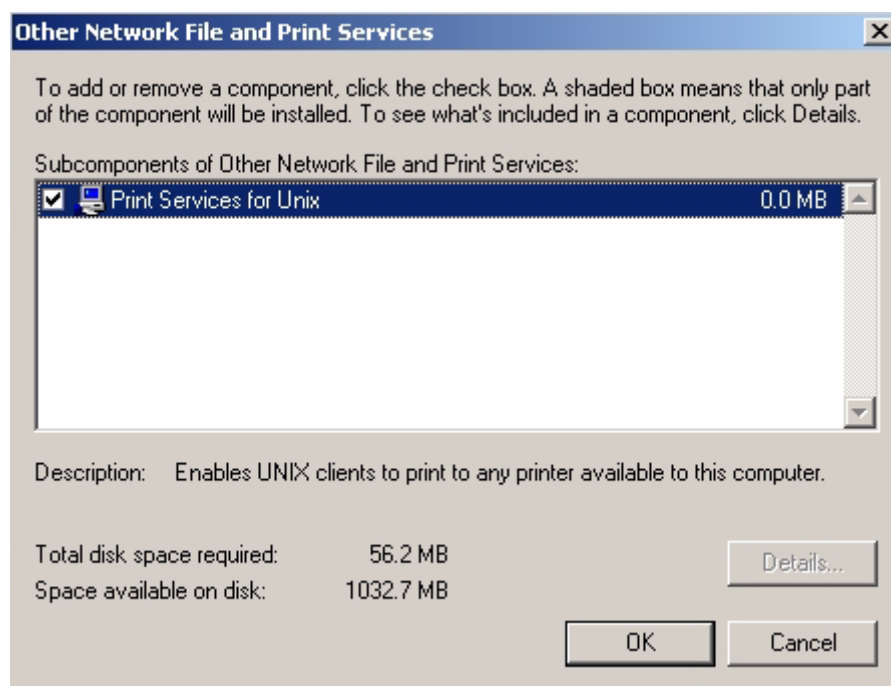 Other Network File and Print Services
To add or remove a component, click the check box. A shaded box means that only part
of the component will be installed. To see what's included in a component, click Details.
Subcomponents of Other Network File and Print Services:
Print Services for Unix 0.0 MB
Description: Enables UNIX clients to print to any printer available to this computer.
Total disk space required: 56.2 MB
Space available on disk: 1032.7 MB
Details...
OK Cancel